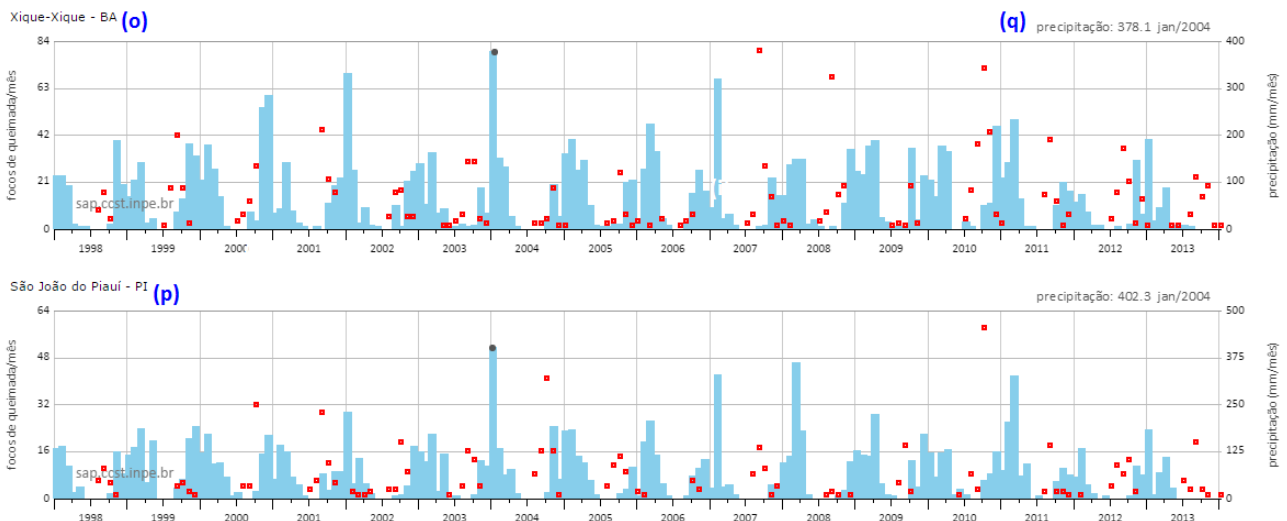 Xique-Xique - BA (o)
(q) precipitação: 378.1 jan/2004
84 400
63 300
42 200
21 100
0 0
focos de queimada/mês
precipitação (mm/mês)
sap.ccst.inpe.br
1998 1999 2000 2001 2002 2003 2004 2005 2006 2007 2008 2009 2010 2011 2012 2013
São João do Piauí - PI (p)
precipitação: 402.3 jan/2004
64 500
48 375
32 250
16 125
0 0
focos de queimada/mês
precipitação (mm/mês)
sap.ccst.inpe.br
1998 1999 2000 2001 2002 2003 2004 2005 2006 2007 2008 2009 2010 2011 2012 2013